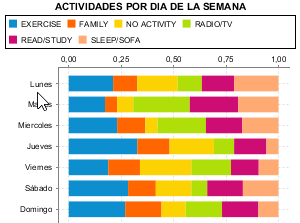 ACTIVIDADES POR DIA DE LA SEMANA
EXERCISE FAMILY NO ACTIVITY RADIO/TV
READ/STUDY SLEEP/SOFA
0,00 0,25 0,50 0,75 1,00
Lunes
Miercoles
Jueves
Viernes
Sábado
Domingo